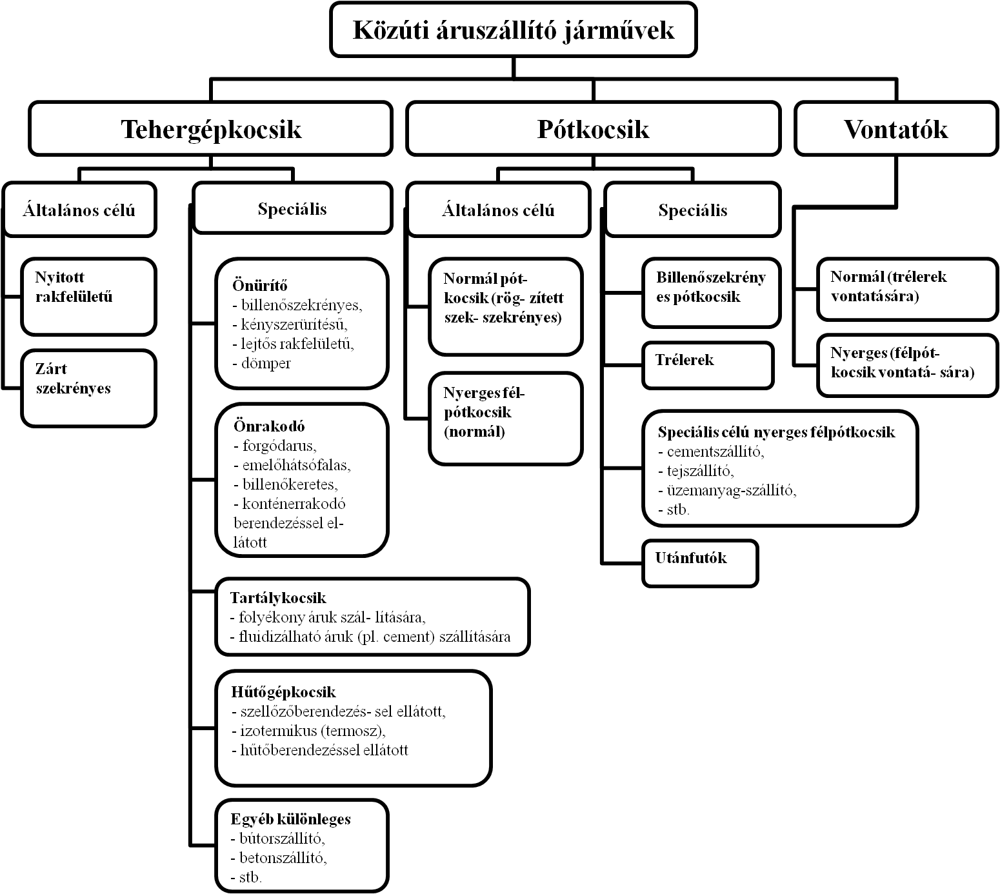 Közúti áruszállító járművek
Tehergépkocsik
Pótkocsik
Vontatók
Általános célú
Speciális
Általános célú
Speciális
Nyitott
rakfelületű
Zárt
szekrényes
Önürítő
- billenőszekrényes,
- kényszerürítésű,
- lejtős rakfelületű,
- dömper
Önrakodó
- forgódarus,
- emelőhátsófalas,
- billenőkeretes,
- konténerrakodó
berendezéssel el-
látott
Tartálykocsik
- folyékony áruk szál- lítására,
- fluidizálható áruk (pl. cement) szállítására
Hűtőgépkocsik
- szellőzőberendezés- sel ellátott,
- izotermikus (termosz),
- hűtőberendezéssel ellátott
Egyéb különleges
- bútorszállító,
- betonszállító,
- stb.
Normál pót-
kocsik (rög- zített
szek- szekrényes)
Nyerges fél-
pótkocsik
(normál)
Billenőszekrény
es pótkocsik
Trélerek
Speciális célú nyerges félpótkocsik
- cementszállító,
- tejszállító,
- üzemanyag-szállító,
- stb.
Utánfutók
Normál (trélerek
vontatására)
Nyerges (félpót-
kocsik vontatá- sára)